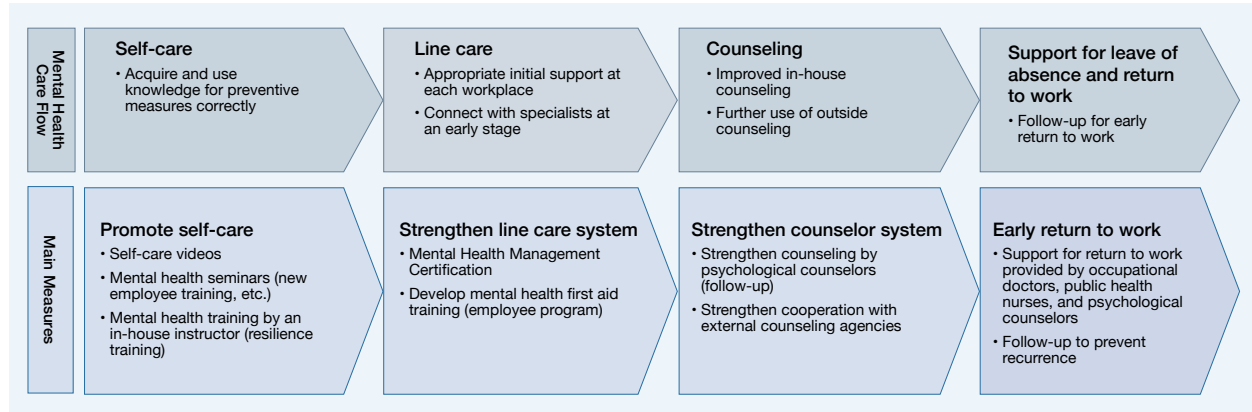 Mental Health
Care Flow
Self-care
• Acquire and use
knowledge for preventive
measures correctly
Line care
• Appropriate initial support at
each workplace
• Connect with specialists at
an early stage
Counseling
• Improved in-house
counseling
• Further use of outside
counseling
Support for leave of
absence and return
to work
• Follow-up for early
return to work
Main Measures
Promote self-care
• Self-care videos
• Mental health seminars (new
employee training, etc.)
• Mental health training by an
in-house instructor (resilience
training)
Strengthen line care system
• Mental Health Management
Certification
• Develop mental health first aid
training (employee program)
Strengthen counselor system
• Strengthen counseling by
psychological counselors
(follow-up)
• Strengthen cooperation with
external counseling agencies
Early return to work
• Support for return to work
provided by occupational
doctors, public health
nurses, and psychological
counselors
• Follow-up to prevent
recurrence